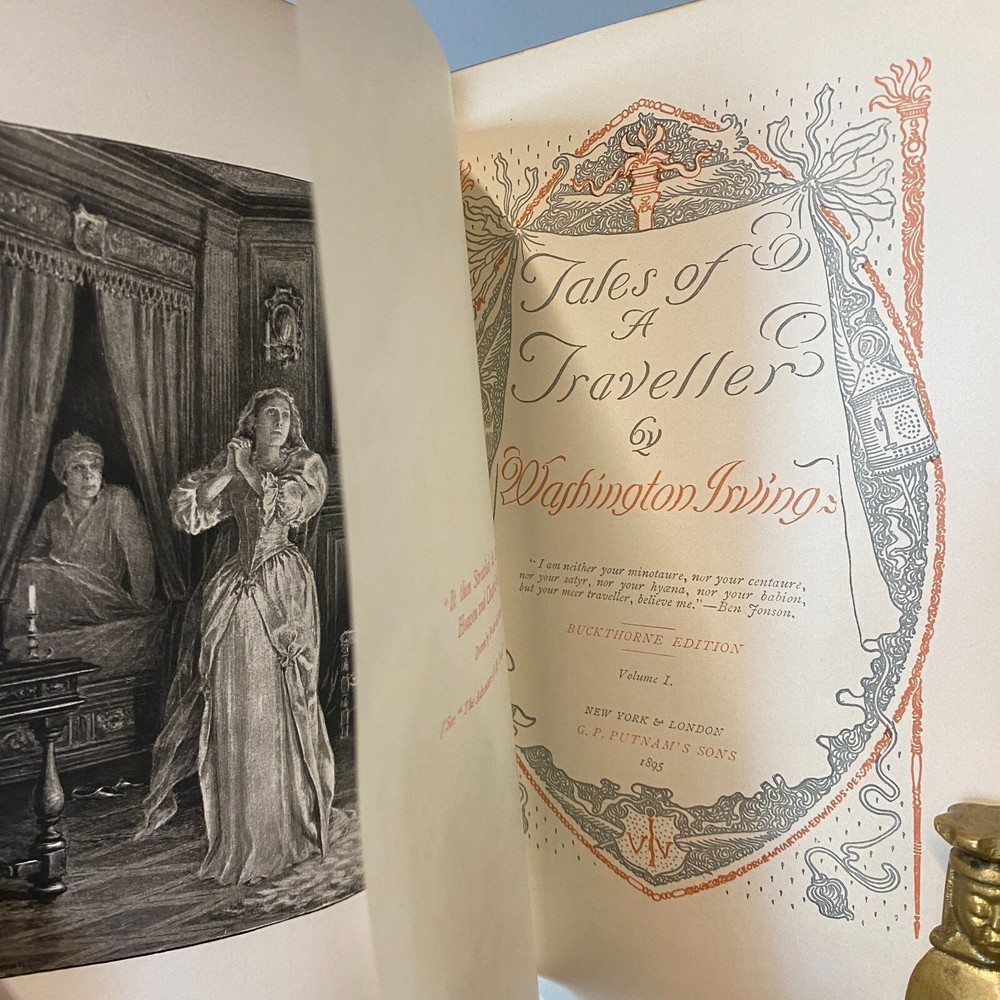 Tales of
A
Traveller
by
Washington Irving
"I am neither your minotaure, nor your centaure,
nor your satyr, nor your hyæna, nor your babion,
but your meer traveller, believe me."—Ben Jonson.
BUCKTHORNE EDITION
Volume I.
NEW YORK & LONDON
G. P. PUTNAM'S SONS
1895
GEORGE·WHARTON·EDWARDS·DES